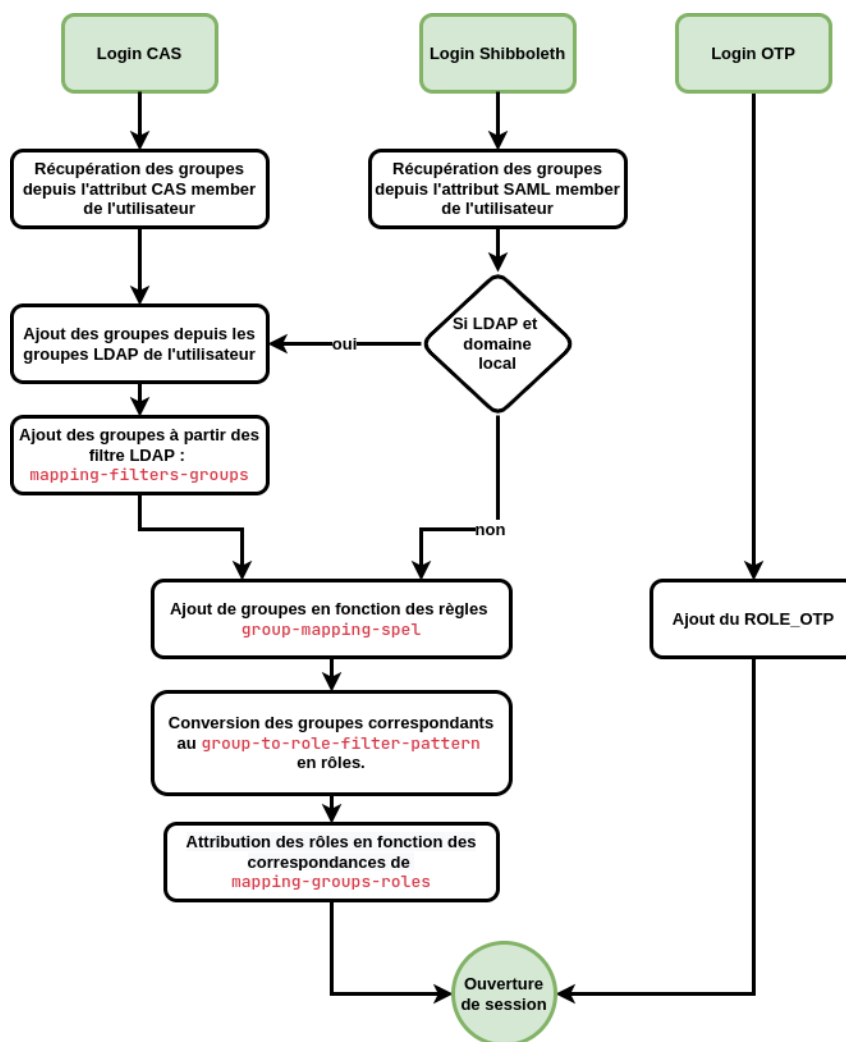 Login CAS
Login Shibboleth
Login OTP
Récupération des groupes
depuis l'attribut CAS member
de l'utilisateur
Récupération des groupes
depuis l'attribut SAML member
de l'utilisateur
Ajout des groupes depuis les
groupes LDAP de l'utilisateur
oui
Si LDAP et
domaine
local
Ajout des groupes à partir des
filtre LDAP :
mapping-filters-groups
non
Ajout de groupes en fonction des règles
group-mapping-spel
Ajout du ROLE_OTP
Conversion des groupes correspondants
au group-to-role-filter-pattern
en rôles.
Attribution des rôles en fonction des
correspondances de
mapping-groups-roles
Ouverture
de session